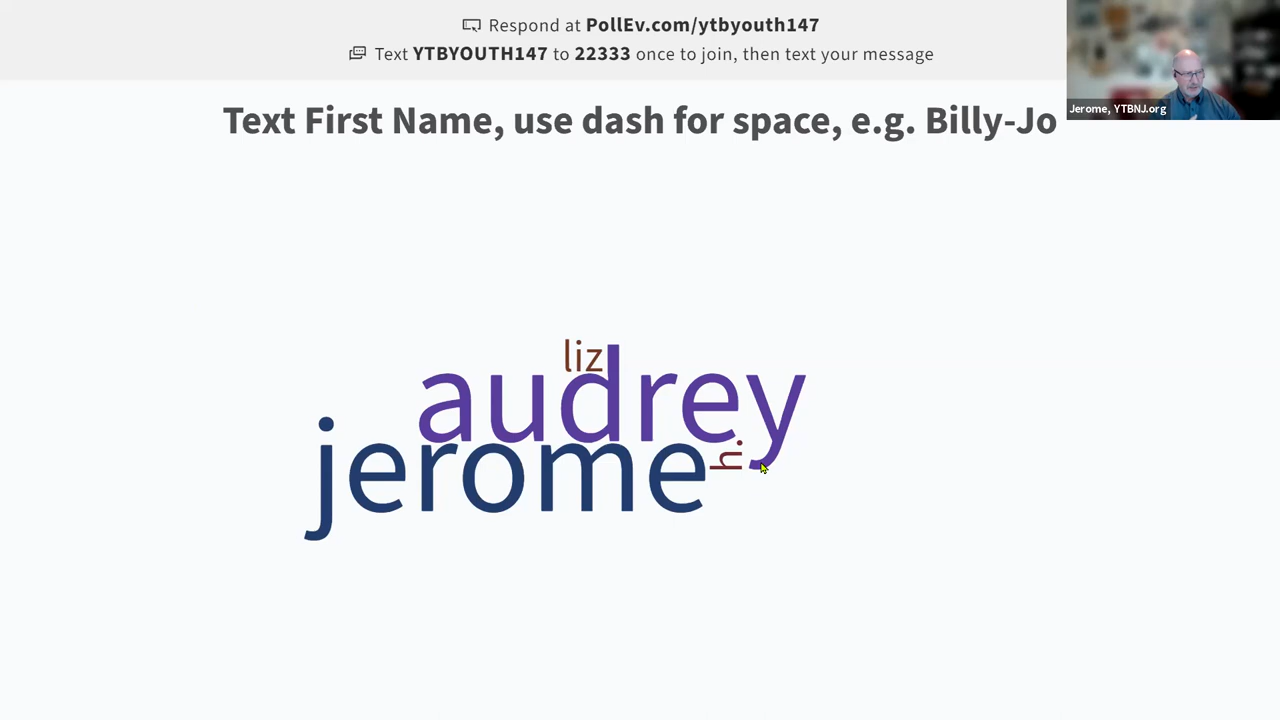 Respond at PollEv.com/ytbyouth147
Text YTBYOUTH147 to 22333 once to join, then text your message
Jerome, YTBNJ.org
Text First Name, use dash for space, e.g. Billy-Jo
liz
audrey
jerome
h.